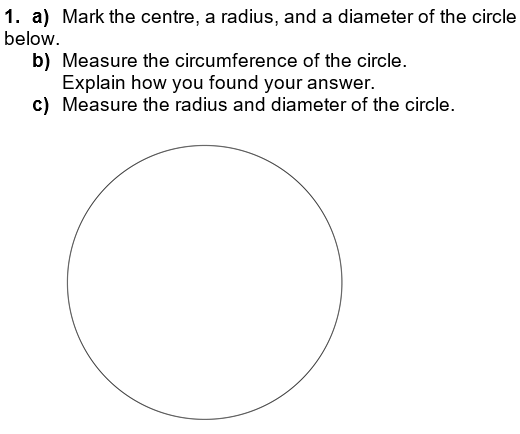 1. a) Mark the centre, a radius, and a diameter of the circle
below.
b) Measure the circumference of the circle.
Explain how you found your answer.
c) Measure the radius and diameter of the circle.